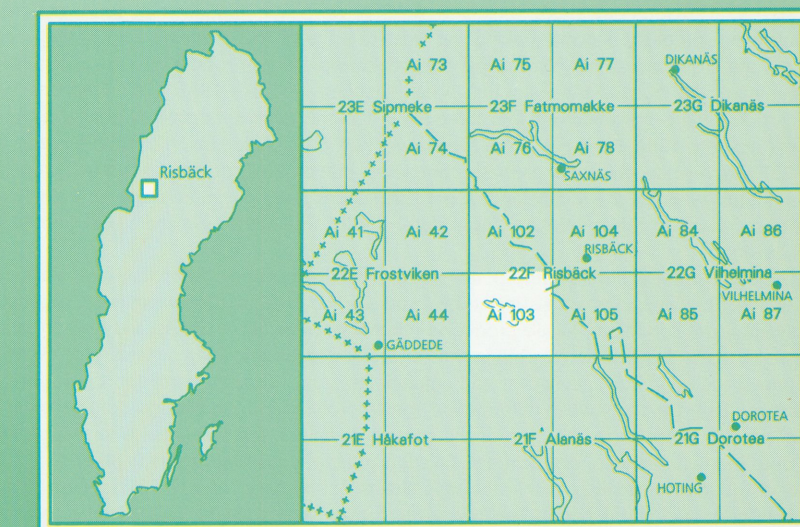 Risbäck
Ai 73 Ai 75 Ai 77 DIKANÄS
23E Sipmeke 23F Fatmomakke 23G Dikanäs
Ai 74 Ai 76 Ai 78
SAXNÄS
Ai 41 Ai 42 Ai 102 Ai 104 Ai 84 Ai 86
RISBÄCK
22E Frostviken 22F Risbäck 22G Vilhelmina
VILHELMINA
Ai 43 Ai 44 Ai 103 Ai 105 Ai 85 Ai 87
GÄDDEDE
DOROTEA
21E Håkafot 21F Alanäs 21G Dorotea
HOTING